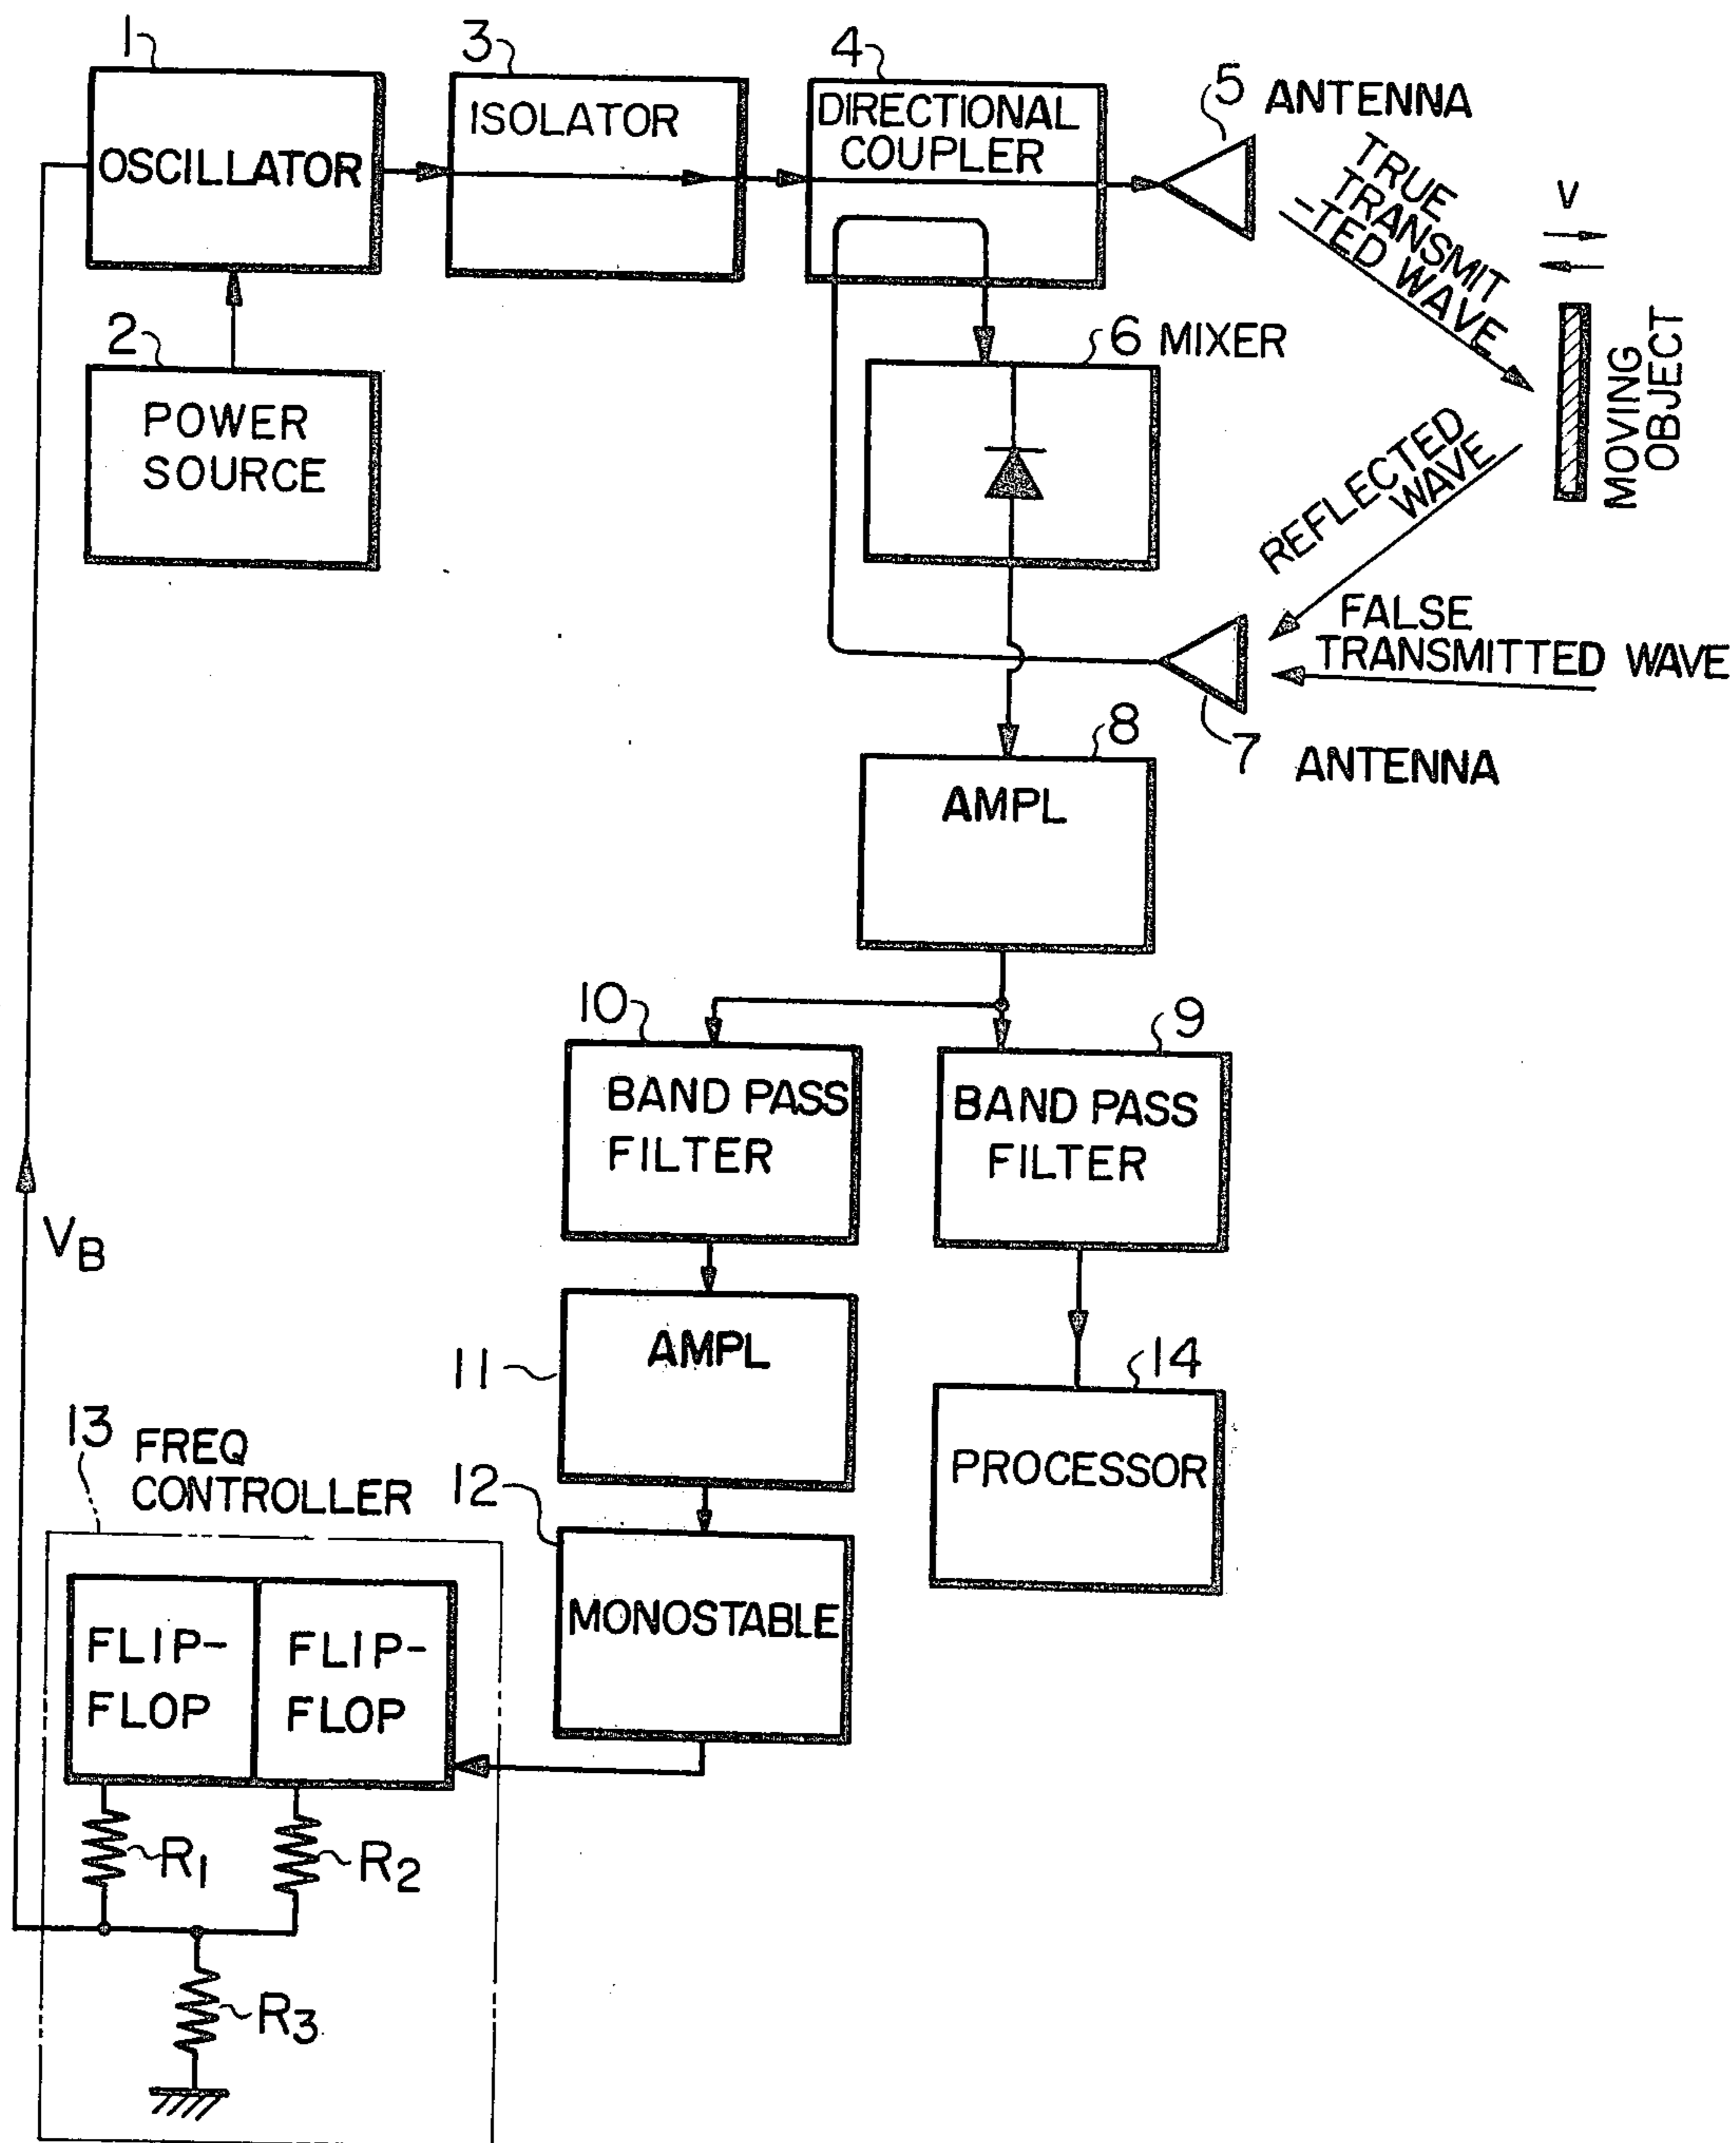 1
OSCILLATOR
2
POWER
SOURCE
3
ISOLATOR
4
DIRECTIONAL
COUPLER
5 ANTENNA
TRUE
TRANSMIT
-TED WAVE
V
MOVING
OBJECT
6 MIXER
REFLECTED
WAVE
FALSE
TRANSMITTED WAVE
7 ANTENNA
8
AMPL
10
BAND PASS
FILTER
9
BAND PASS
FILTER
VB
11
AMPL
14
PROCESSOR
13 FREQ
CONTROLLER
12
MONOSTABLE
FLIP-
FLOP
FLIP-
FLOP
R1
R2
R3